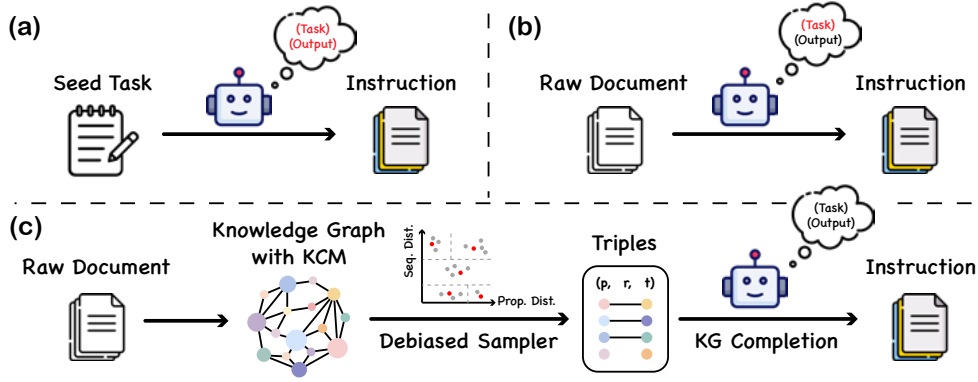 (a)
(Task)
(Output)
Seed Task
Instruction
(b)
(Task)
(Output)
Raw Document
Instruction
(c)
Raw Document
Knowledge Graph
with KCM
Seq. Dist.
Prop. Dist.
Debiased Sampler
Triples
(p, r, t)
(Task)
(Output)
KG Completion
Instruction